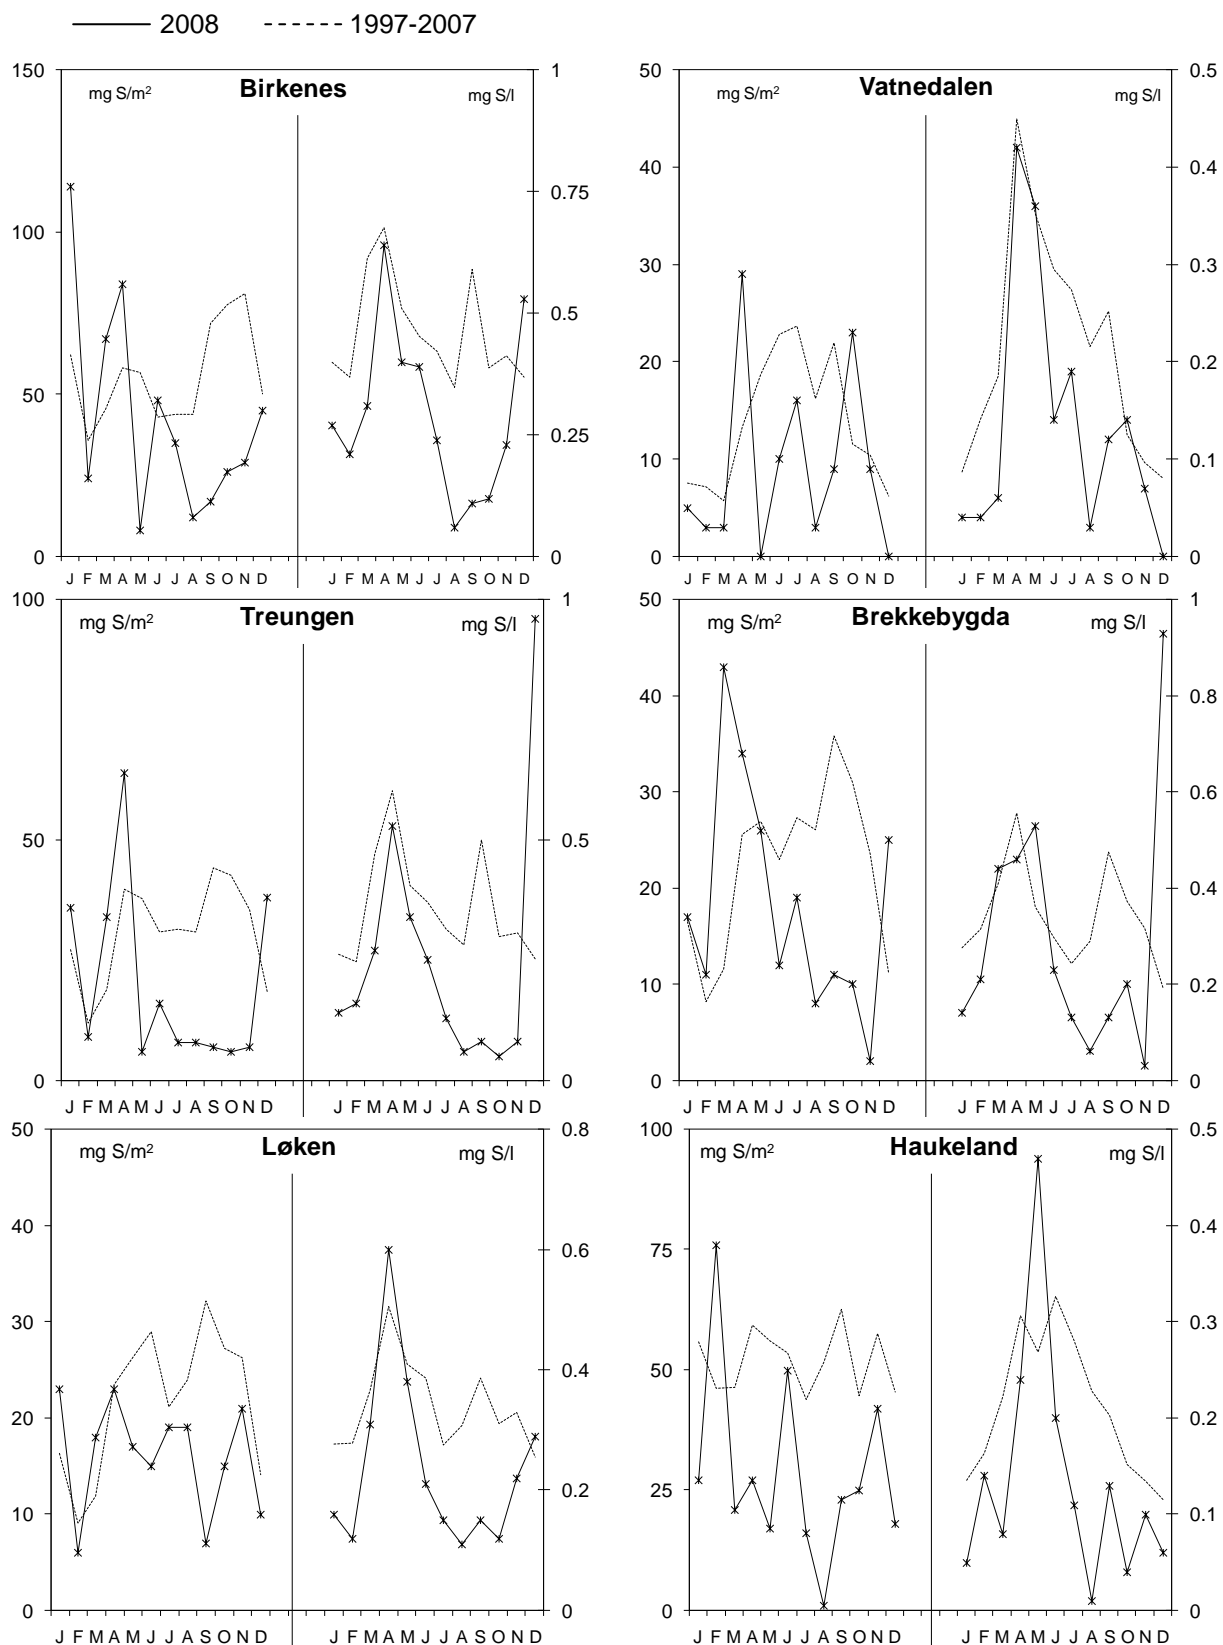 2008 1997-2007
Birkenes
mg S/m²
mg S/l
150
100
50
0
1
0.75
0.5
0.25
0
J F M A M J J A S O N D J F M A M J J A S O N D
Vatnedalen
mg S/m²
mg S/l
50
40
30
20
10
0
0.5
0.4
0.3
0.2
0.1
0
J F M A M J J A S O N D J F M A M J J A S O N D
Treungen
mg S/m²
mg S/l
100
50
0
1
0.5
0
J F M A M J J A S O N D J F M A M J J A S O N D
Brekkebygda
mg S/m²
mg S/l
50
40
30
20
10
0
1
0.8
0.6
0.4
0.2
0
J F M A M J J A S O N D J F M A M J J A S O N D
Løken
mg S/m²
mg S/l
50
40
30
20
10
0
0.8
0.6
0.4
0.2
0
J F M A M J J A S O N D J F M A M J J A S O N D
Haukeland
mg S/m²
mg S/l
100
75
50
25
0
0.5
0.4
0.3
0.2
0.1
0
J F M A M J J A S O N D J F M A M J J A S O N D